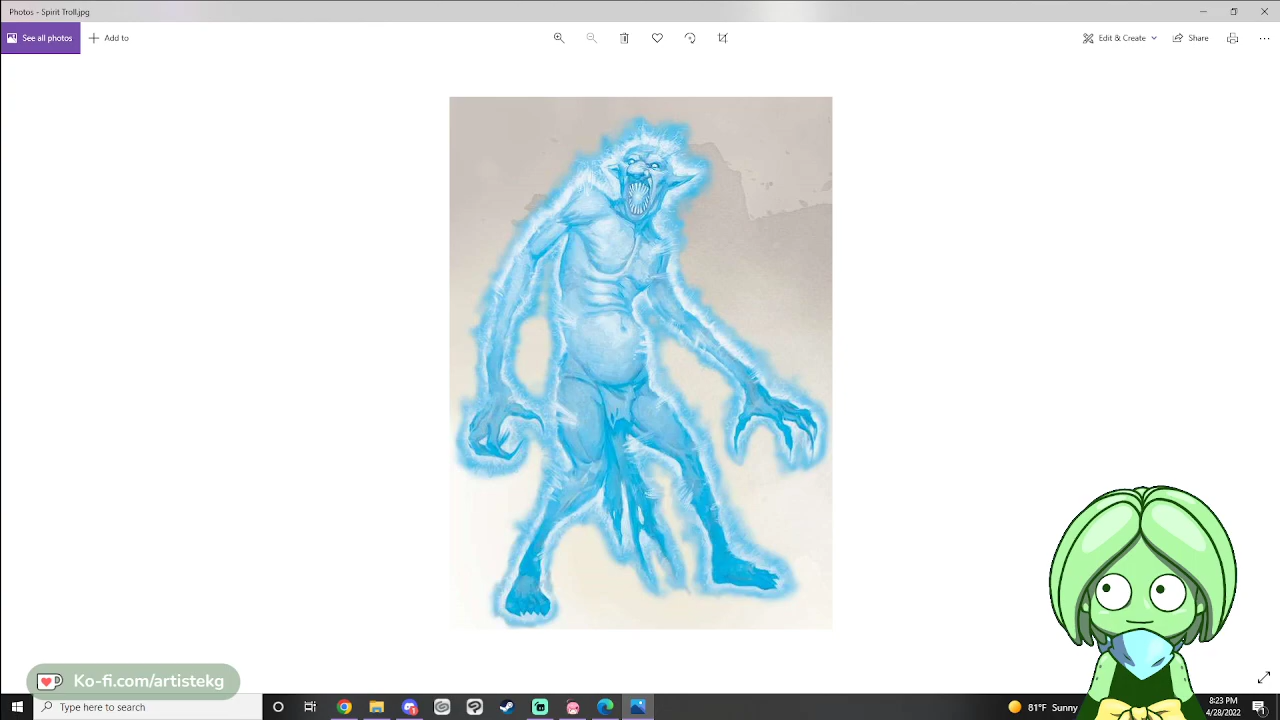 Photos - Spirit Troll.jpg
See all photos
Add to
Edit & Create
Share
Ko-fi.com/artistekg
Type here to search
81°F Sunny
8:23 PM
4/28/2022